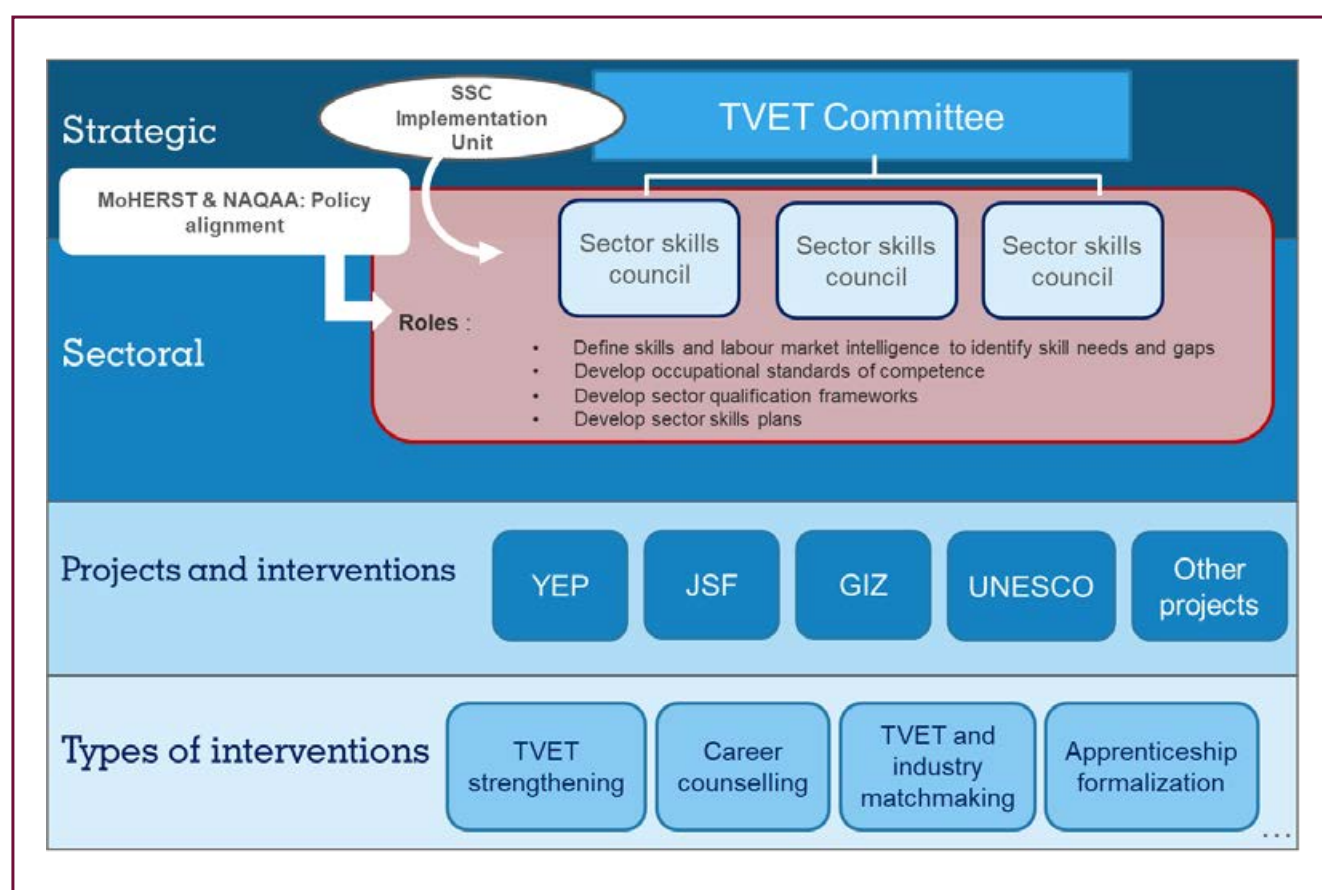 Strategic
SSC
Implementation
Unit
TVET Committee
MoHERST & NAQAA: Policy
alignment
Sector skills
council
Sector skills
council
Sector skills
council
Sectoral
Roles :
• Define skills and labour market intelligence to identify skill needs and gaps
• Develop occupational standards of competence
• Develop sector qualification frameworks
• Develop sector skills plans
Projects and interventions
YEP
JSF
GIZ
UNESCO
Other
projects
Types of interventions
TVET
strengthening
Career
counselling
TVET and
industry
matchmaking
Apprenticeship
formalization
...